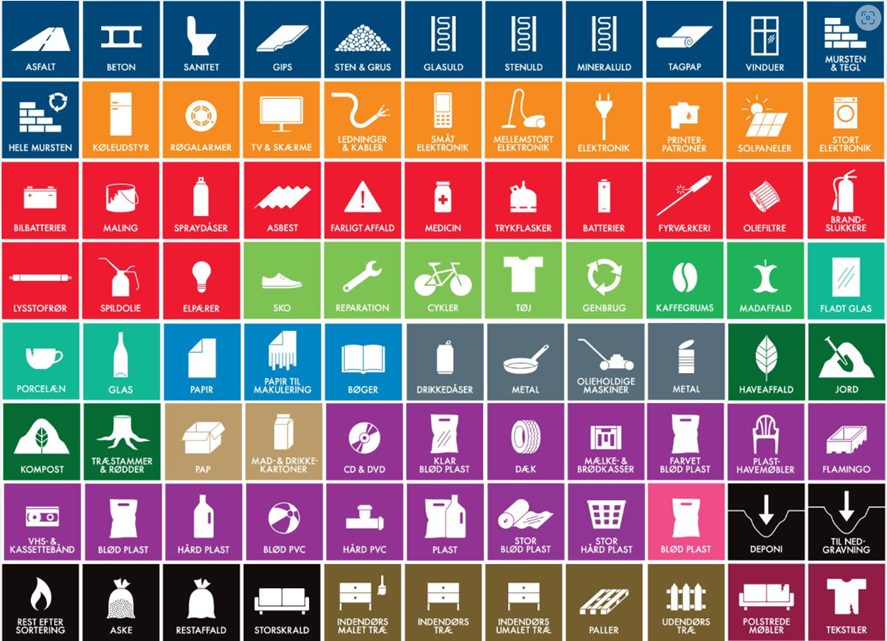 ASFALT
BETON
SANITET
GIPS
STEN & GRUS
GLASULD
STENULD
MINERALULD
TAGPAP
VINDUER
MURSTEN
& TEGL
HELE MURSTEN
KØLEUDSTYR
RØGALARMER
TV & SKÆRME
LEDNINGER
& KABLER
SMÅT
ELEKTRONIK
MELLEMSTORT
ELEKTRONIK
ELEKTRONIK
PRINTER-
PATRONER
SOLPANELER
STORT
ELEKTRONIK
BILBATTERIER
MALING
SPRAYDÅSER
ASBEST
FARLIGT AFFALD
MEDICIN
TRYKFLASKER
BATTERIER
FYRVÆRKERI
OLIEFILTRE
BRAND-
SLUKKERE
LYSSTOFRØR
SPILDOLIE
ELPÆRER
SKO
REPARATION
CYKLER
TØJ
GENBRUG
KAFFEGRUMS
MADAFFALD
FLADT GLAS
PORCELÆN
GLAS
PAPIR
PAPIR TIL
MAKULERING
BØGER
DRIKKEDÅSER
METAL
OLIEHOLDIGE
MASKINER
METAL
HAVEAFFALD
JORD
KOMPOST
TRÆSTAMMER
& RØDDER
PAP
MAD- & DRIKKE-
KARTONER
CD & DVD
KLAR
BLØD PLAST
DÆK
MÆLKE- &
BRØDKASSER
FARVET
BLØD PLAST
PLAST-
HAVEMØBLER
FLAMINGO
VHS- &
KASSETTEBÅND
BLØD PLAST
HÅRD PLAST
BLØD PVC
HÅRD PVC
PLAST
STOR
BLØD PLAST
STOR
HÅRD PLAST
BLØD PLAST
DEPONI
TIL NED-
GRAVNING
REST EFTER
SORTERING
ASKE
RESTAFFALD
STORSKRALD
INDENDØRS
MALET TRÆ
INDENDØRS
TRÆ
INDENDØRS
UMALET TRÆ
PALLER
UDENDØRS
TRÆ
POLSTREDE
MØBLER
TEKSTILER